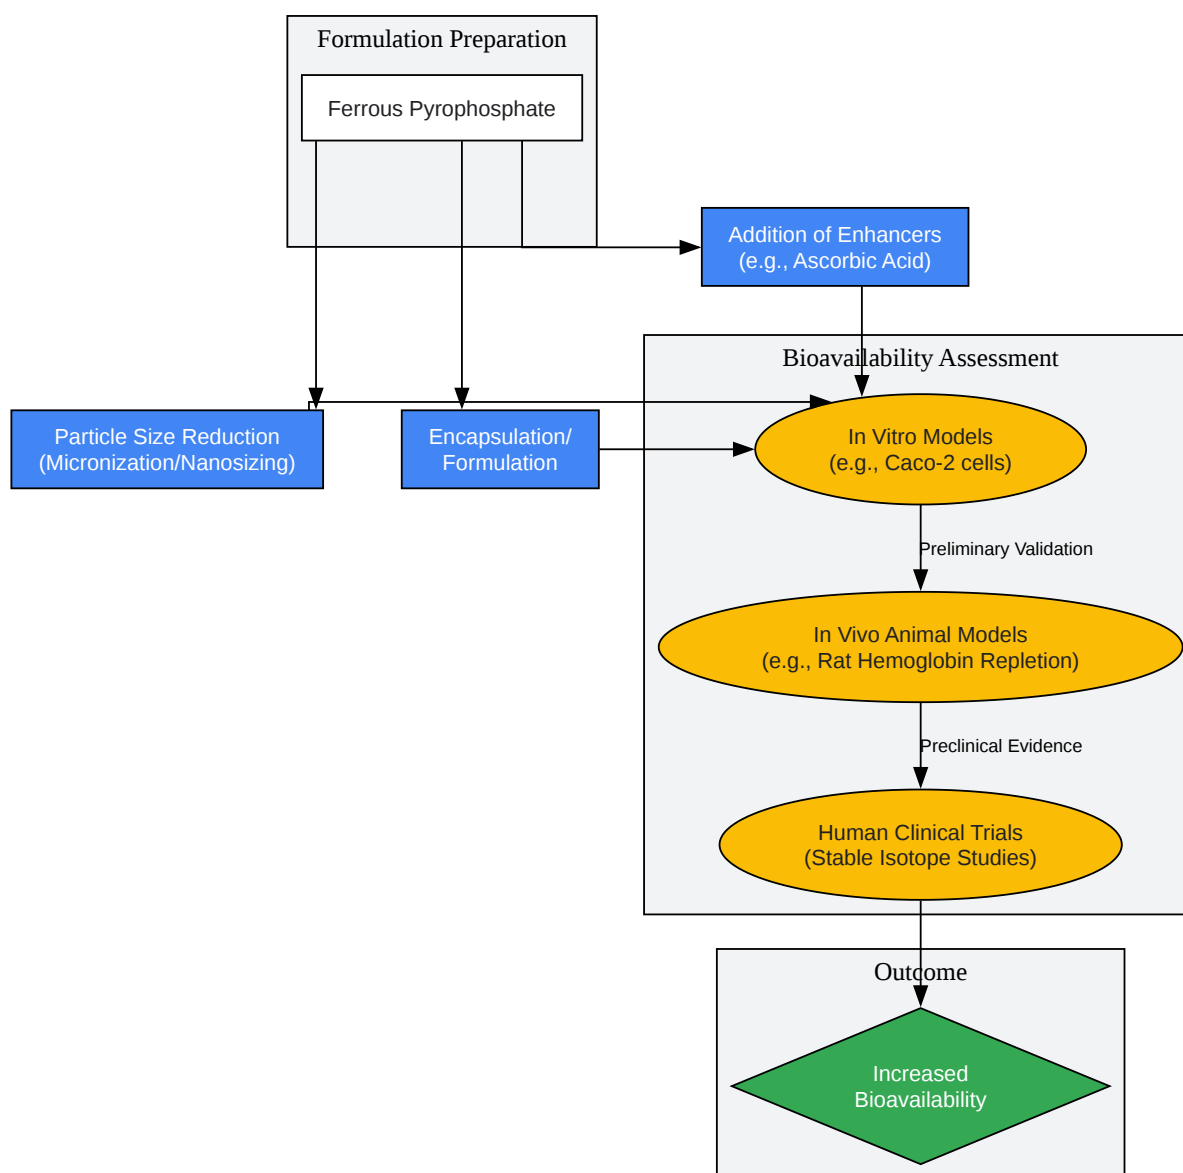 Formulation Preparation
Ferrous Pyrophosphate
Addition of Enhancers
(e.g., Ascorbic Acid)
Bioavailability Assessment
Particle Size Reduction
(Micronization/Nanosizing)
Encapsulation/
Formulation
In Vitro Models
(e.g., Caco-2 cells)
Preliminary Validation
In Vivo Animal Models
(e.g., Rat Hemoglobin Repletion)
Preclinical Evidence
Human Clinical Trials
(Stable Isotope Studies)
Outcome
Increased
Bioavailability